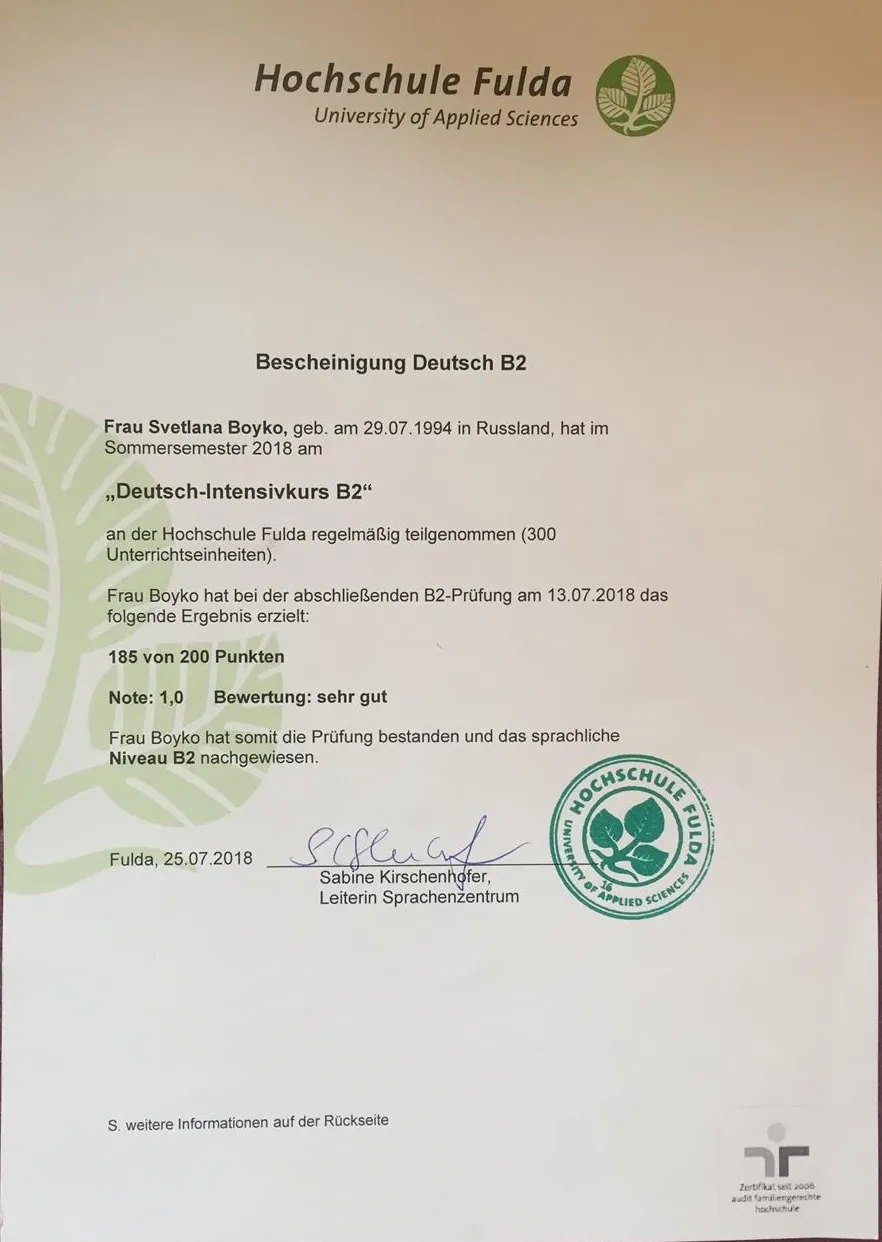 Hochschule Fulda
University of Applied Sciences
Bescheinigung Deutsch B2
Frau Svetlana Boyko, geb. am 29.07.1994 in Russland, hat im
Sommersemester 2018 am
„Deutsch-Intensivkurs B2“
an der Hochschule Fulda regelmäßig teilgenommen (300
Unterrichtseinheiten).
Frau Boyko hat bei der abschließenden B2-Prüfung am 13.07.2018 das
folgende Ergebnis erzielt:
185 von 200 Punkten
Note: 1,0 Bewertung: sehr gut
Frau Boyko hat somit die Prüfung bestanden und das sprachliche
Niveau B2 nachgewiesen.
HOCHSCHULE FULDA
UNIVERSITY OF APPLIED SCIENCES
16
Fulda, 25.07.2018
Sabine Kirschenhofer,
Leiterin Sprachenzentrum
S. weitere Informationen auf der Rückseite
Zertifikat seit 2006
audit familiengerechte
hochschule